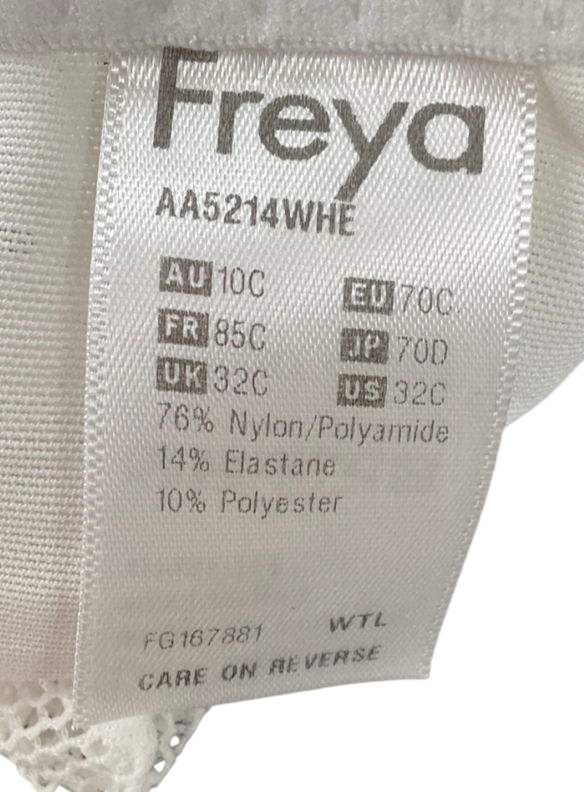 Freya
AA5214WHE
AU 10C EU 70C
FR 85C JP 70D
UK 32C US 32C
76% Nylon/Polyamide
14% Elastane
10% Polyester
FG167881 WTL
CARE ON REVERSE